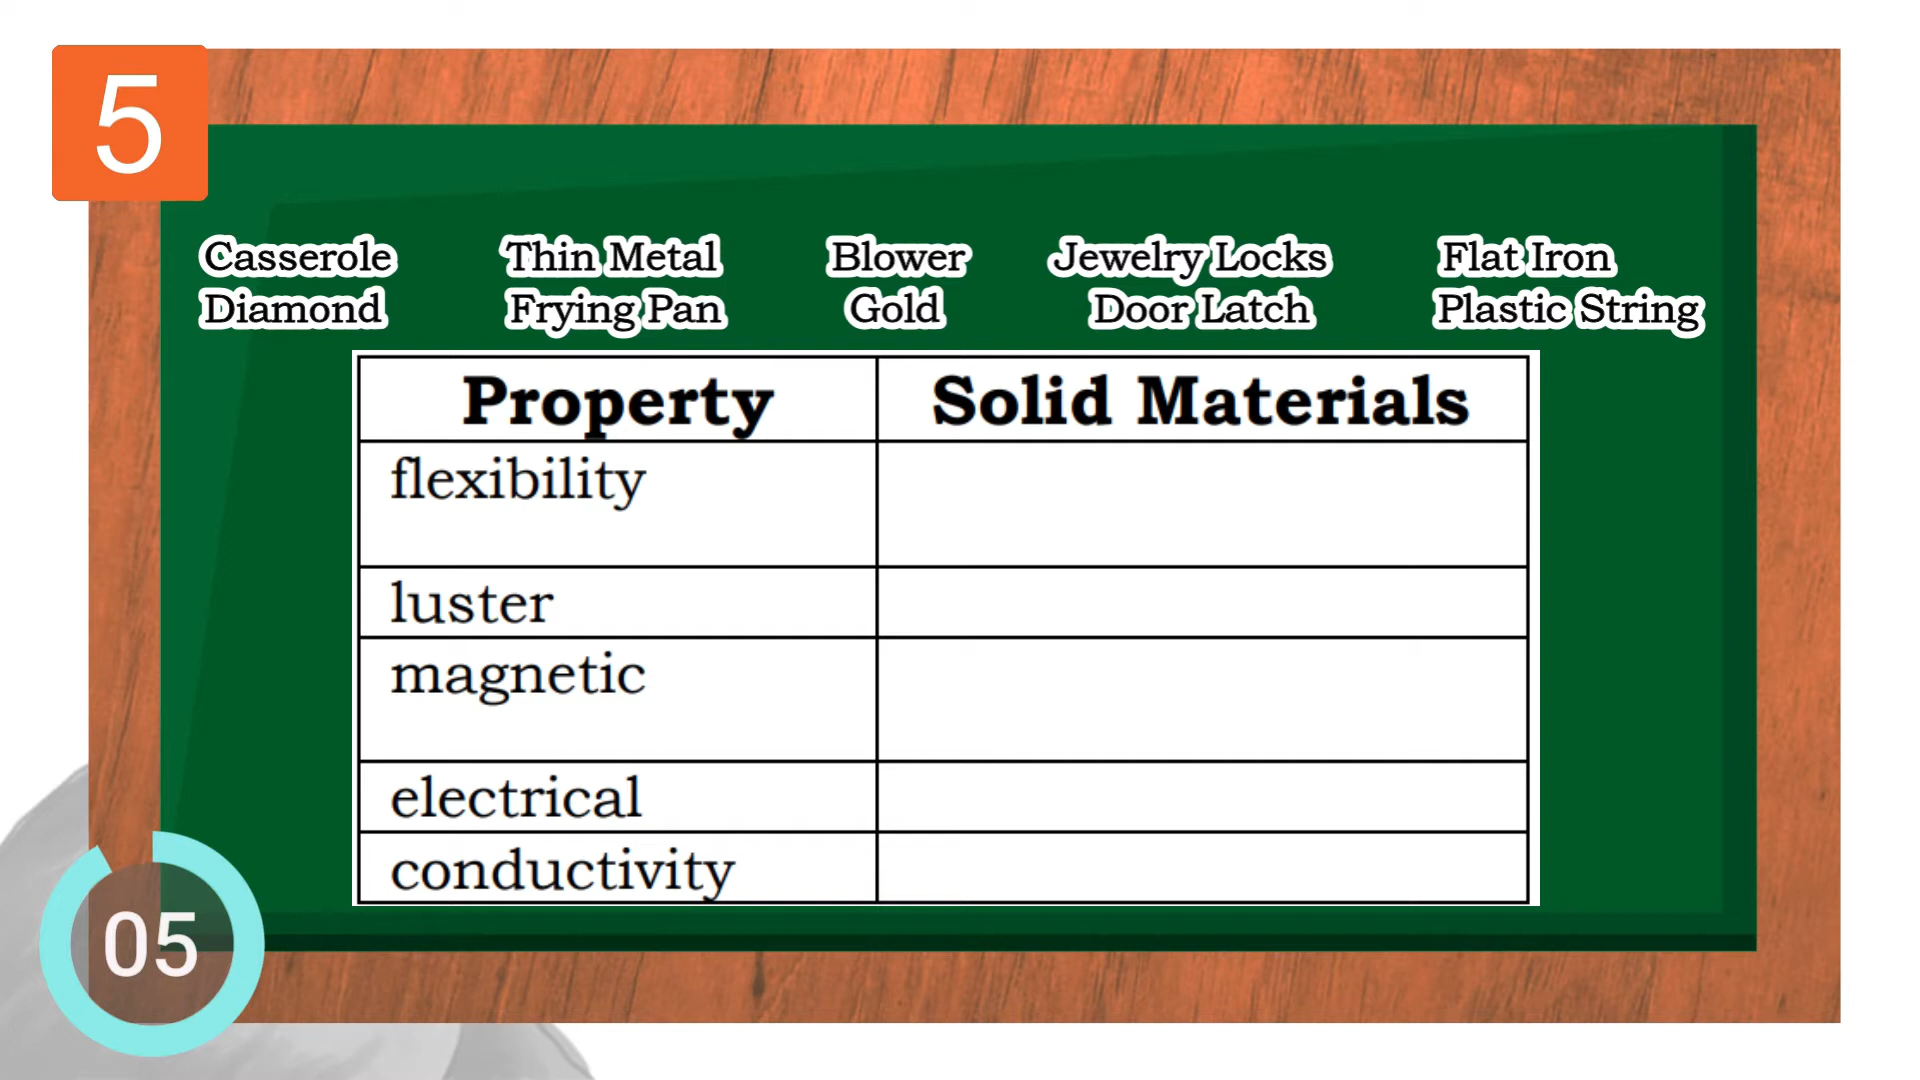 5
Casserole Thin Metal Blower Jewelry Locks Flat Iron
Diamond Frying Pan Gold Door Latch Plastic String
Property Solid Materials
flexibility
luster
magnetic
electrical
conductivity
05